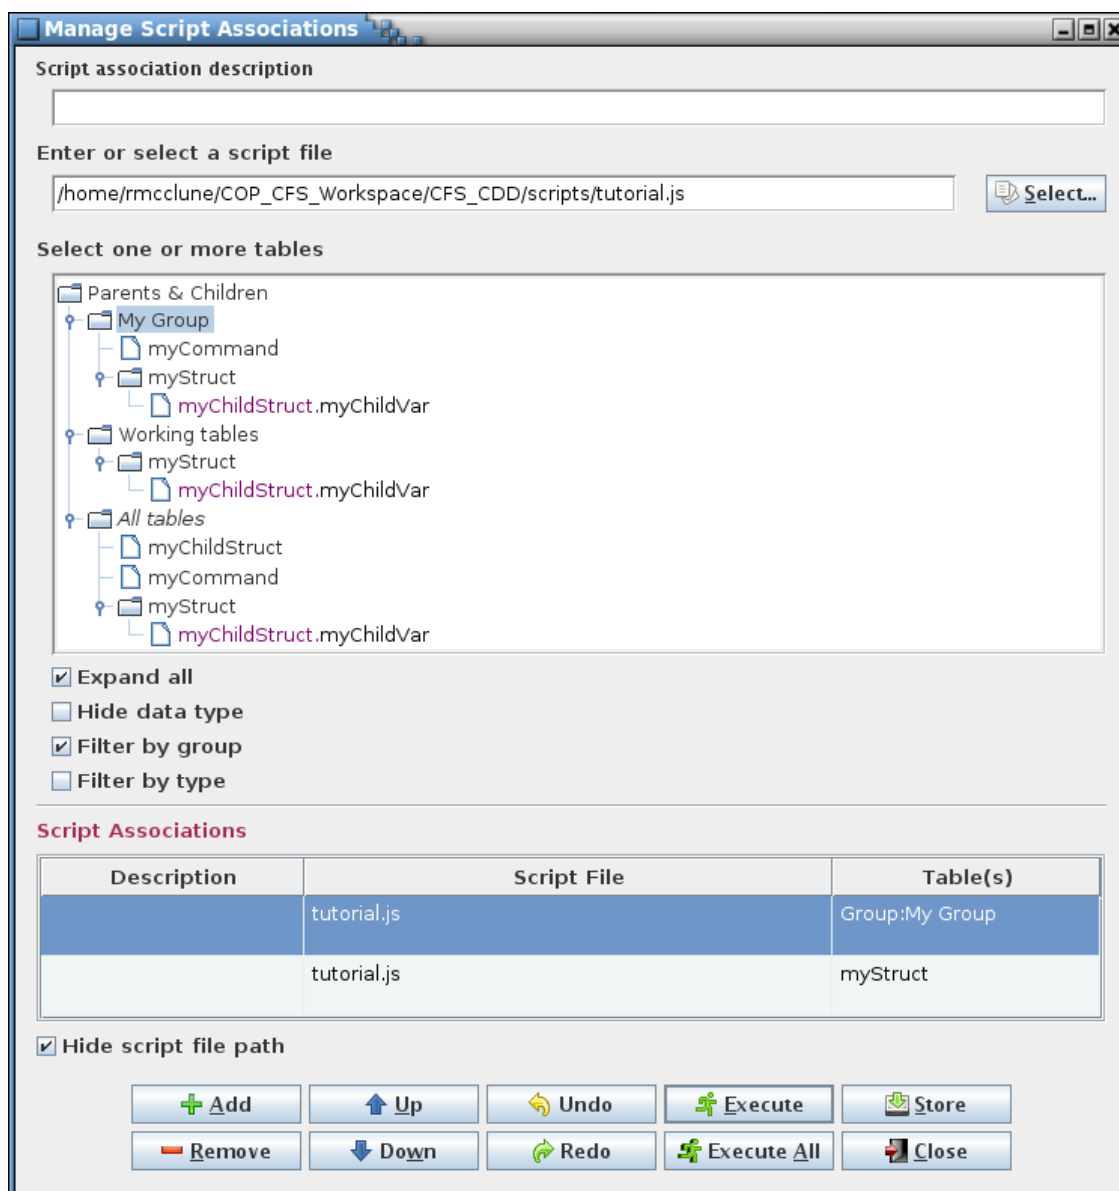 Manage Script Associations
Script association description
Enter or select a script file
/home/rmcclune/COP_CFS_Workspace/CFS_CDD/scripts/tutorial.js Select...
Select one or more tables
Parents & Children
My Group
myCommand
myStruct
myChildStruct.myChildVar
Working tables
myStruct
myChildStruct.myChildVar
All tables
myChildStruct
myCommand
myStruct
myChildStruct.myChildVar
Expand all
Hide data type
Filter by group
Filter by type
Script Associations
Description Script File Table(s)
tutorial.js Group:My Group
tutorial.js myStruct
Hide script file path
Add Up Undo Execute Store
Remove Down Redo Execute All Close